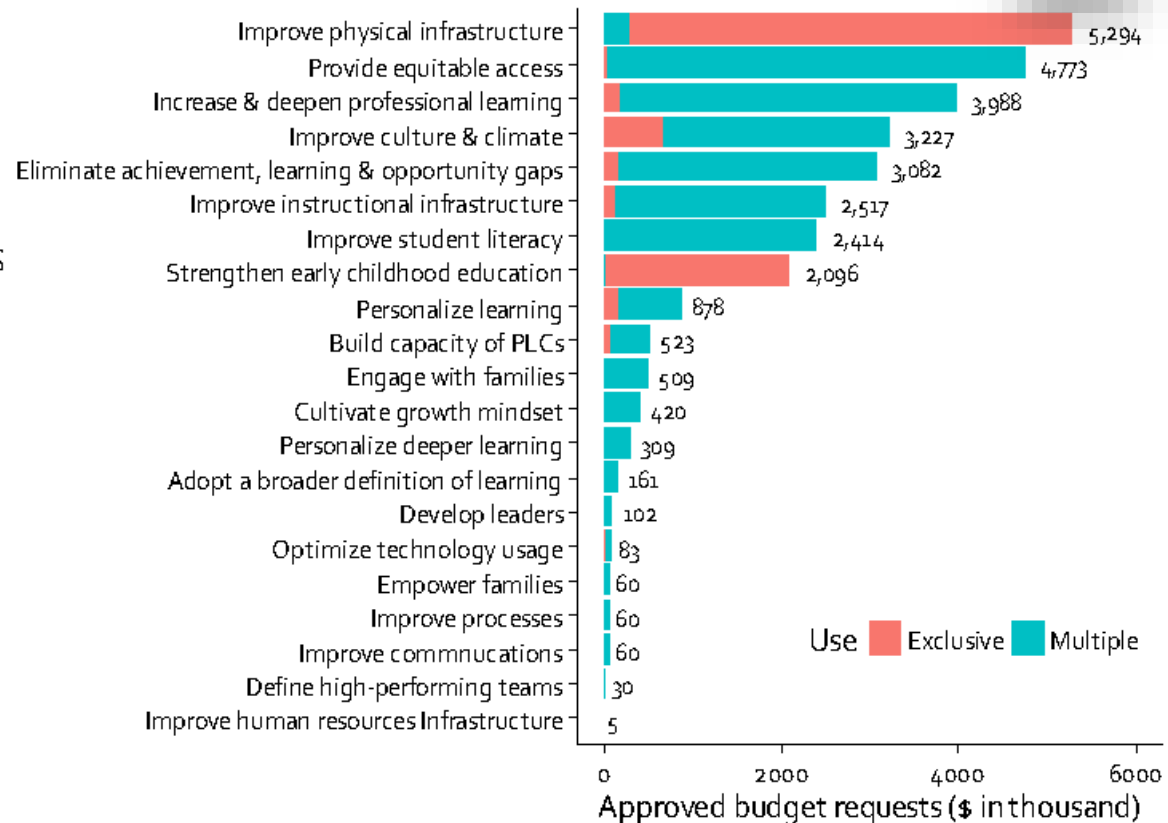 Improve physical infrastructure 5,294
Provide equitable access 4,773
Increase & deepen professional learning 3,988
Improve culture & climate 3,227
Eliminate achievement, learning & opportunity gaps 3,082
Improve instructional infrastructure 2,517
Improve student literacy 2,414
Strengthen early childhood education 2,096
Personalize learning 878
Build capacity of PLCs 523
Engage with families 509
Cultivate growth mindset 420
Personalize deeper learning 309
Adopt a broader definition of learning 161
Develop leaders 102
Optimize technology usage 83
Empower families 60
Improve processes 60
Improve commnucations 60
Define high-performing teams 30
Improve human resources Infrastructure 5
Use Exclusive Multiple
0 2000 4000 6000
Approved budget requests ($ in thousand)